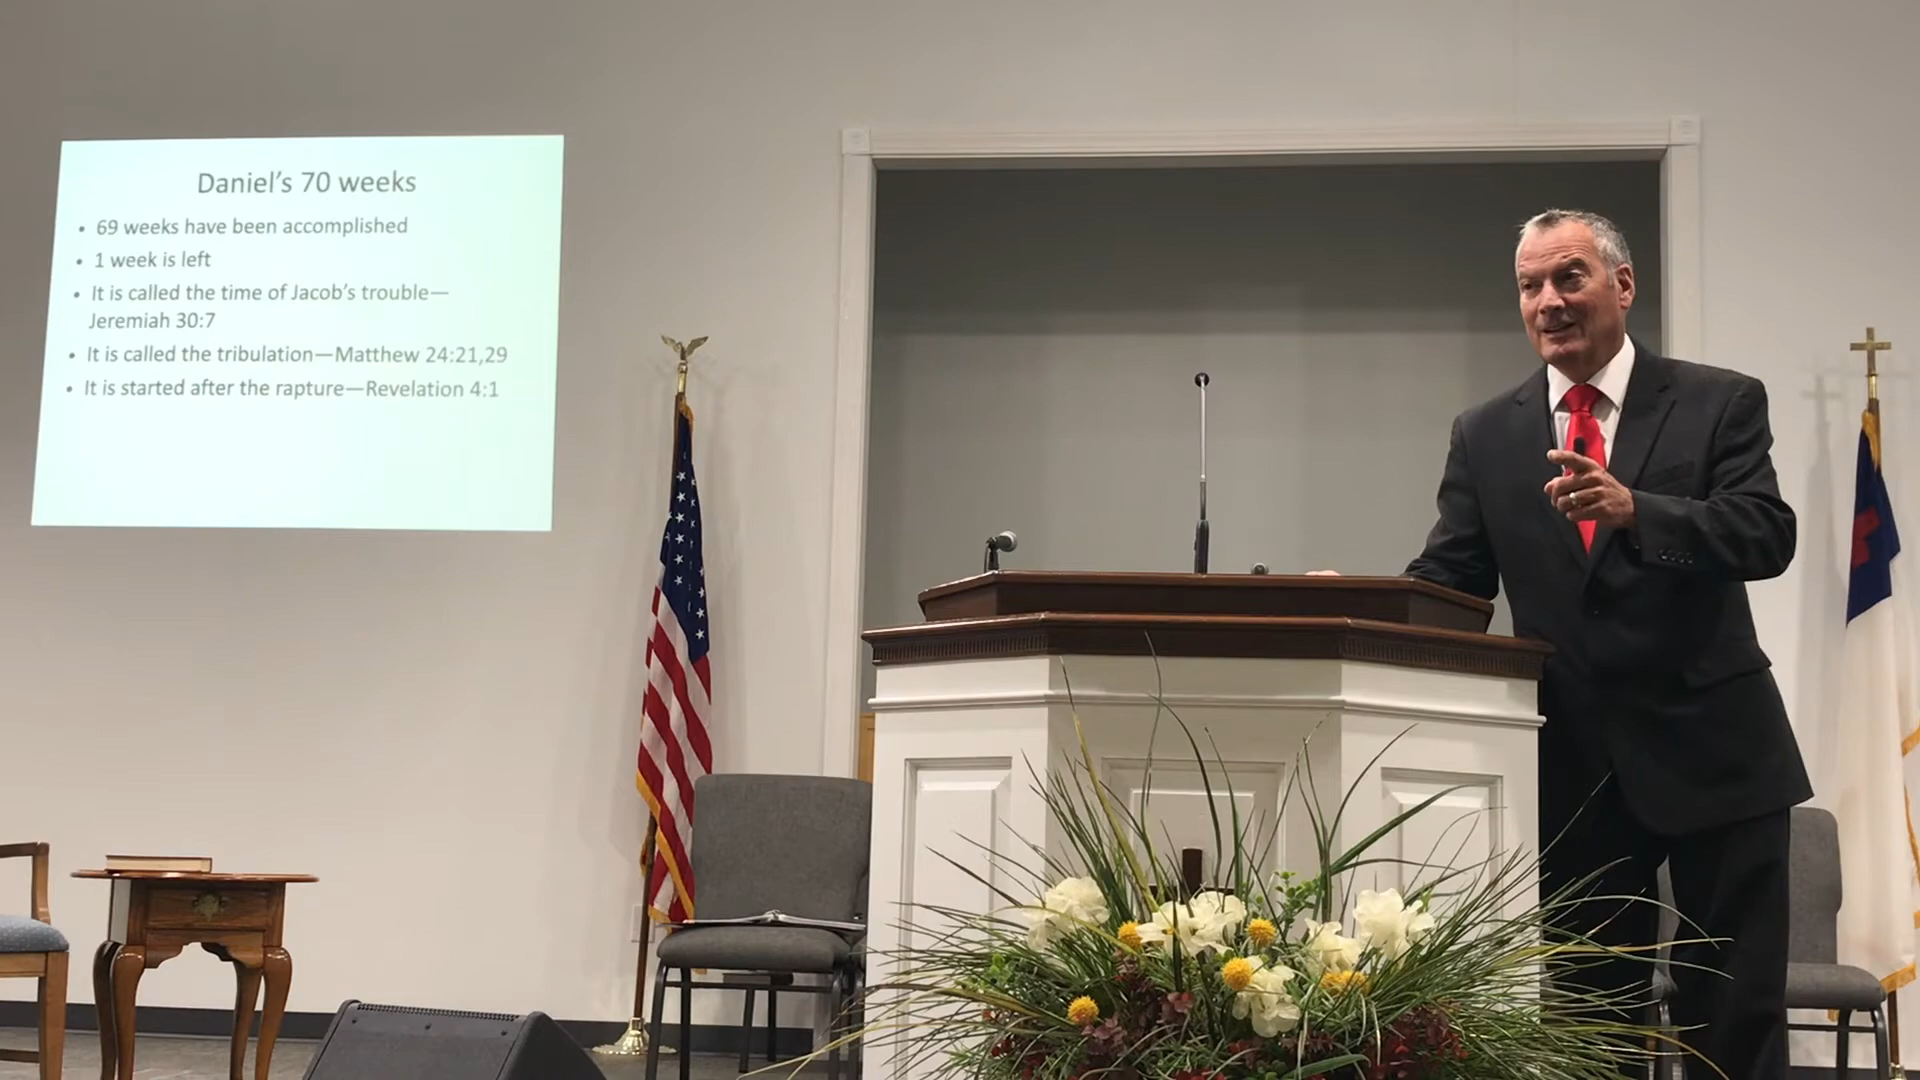 Daniel’s 70 weeks
• 69 weeks have been accomplished
• 1 week is left
• It is called the time of Jacob’s trouble—
Jeremiah 30:7
• It is called the tribulation—Matthew 24:21,29
• It is started after the rapture—Revelation 4:1